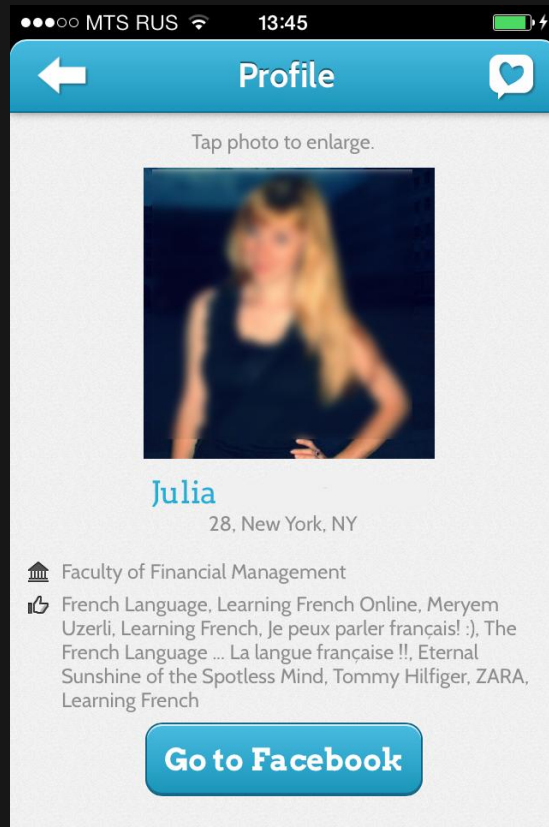 MTS RUS 13:45
Profile
Tap photo to enlarge.
Julia
28, New York, NY
Faculty of Financial Management
French Language, Learning French Online, Meryem
Uzerli, Learning French, Je peux parler français! :), The
French Language ... La langue française !!, Eternal
Sunshine of the Spotless Mind, Tommy Hilfiger, ZARA,
Learning French
Go to Facebook